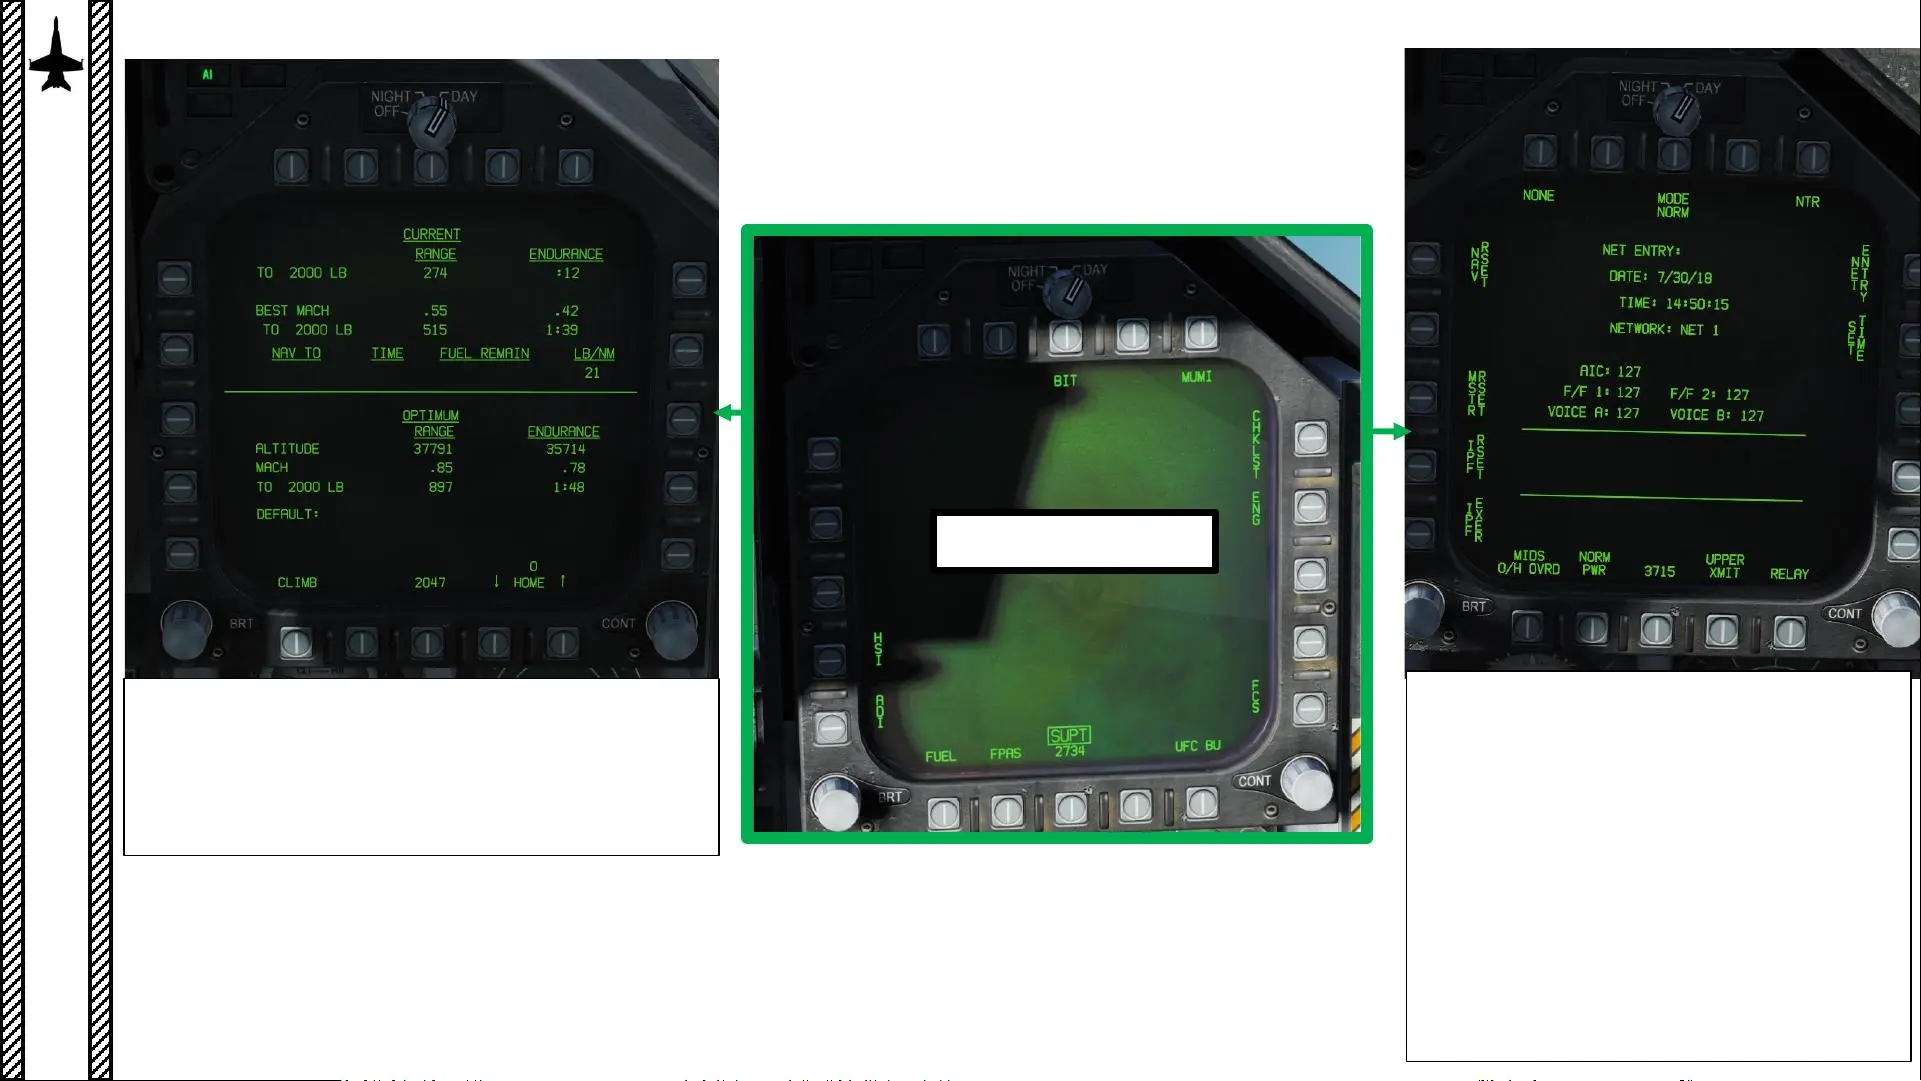 AI
NIGHT DAY
OFF
CURRENT
RANGE ENDURANCE
TO 2000 LB 274 :12
BEST MACH .55 .42
TO 2000 LB 515 1:39
NAV TO TIME FUEL REMAIN LB/NM
21
OPTIMUM
RANGE ENDURANCE
ALTITUDE 37791 35714
MACH .85 .78
TO 2000 LB 897 1:48
DEFAULT:
0
CLIMB 2047 ↓ HOME ↑
BRT CONT
NIGHT DAY
OFF
BIT MUMI
CHKLST
ENG
HSI
ADI
FCS
SUPT
FUEL FPAS 2734 UFC BU
BRT CONT
NIGHT DAY
OFF
NONE MODE NTR
NORM
NAV RSET
NET ENTRY
NET ENTRY:
DATE: 7/30/18
TIME: 14:50:15
SET TIME
NETWORK: NET 1
MSTR RSET
AIC: 127
F/F 1: 127 F/F 2: 127
VOICE A: 127 VOICE B: 127
IPF RSET
IPF EXER
MIDS NORM UPPER
O/H OVRD PWR 3715 XMIT RELAY
BRT CONT